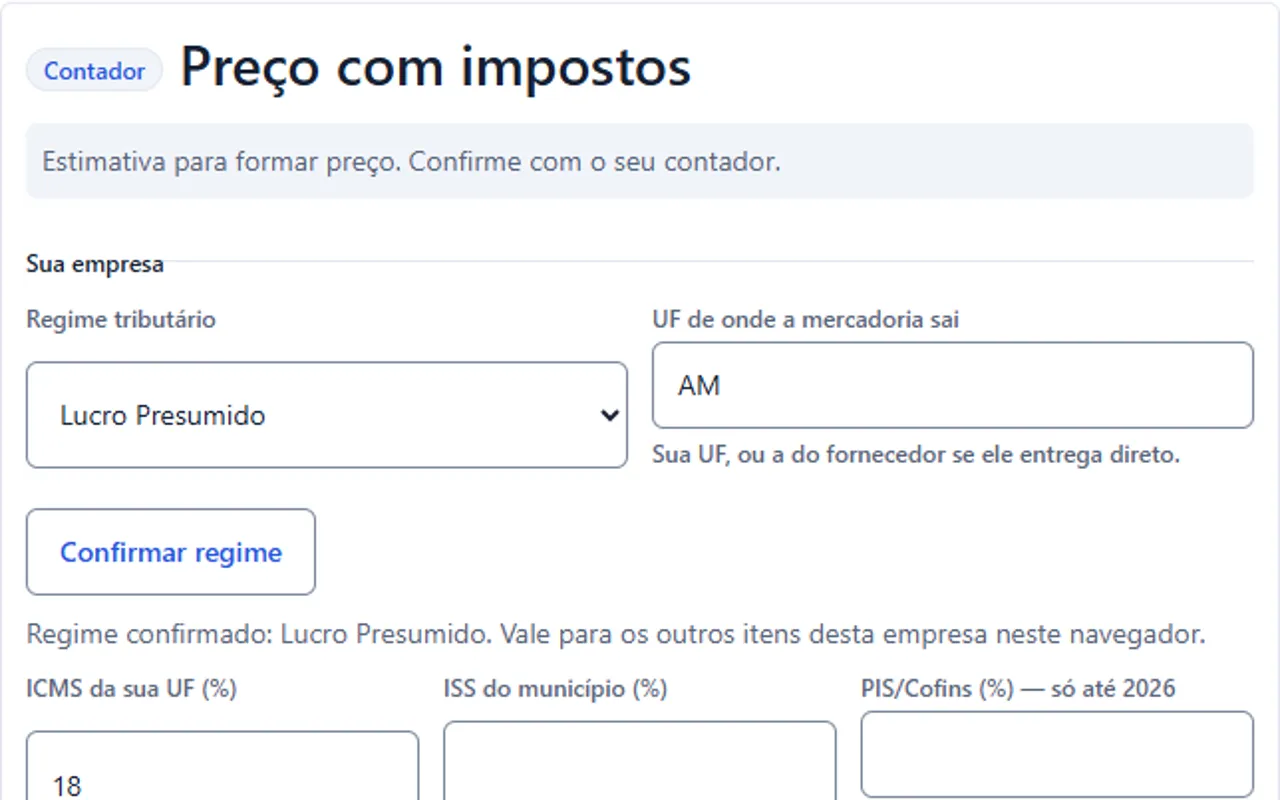 Contador Preço com impostos
Estimativa para formar preço. Confirme com o seu contador.
Sua empresa
Regime tributário
UF de onde a mercadoria sai
Lucro Presumido
AM
Sua UF, ou a do fornecedor se ele entrega direto.
Confirmar regime
Regime confirmado: Lucro Presumido. Vale para os outros itens desta empresa neste navegador.
ICMS da sua UF (%)
ISS do município (%)
PIS/Cofins (%) — só até 2026
18